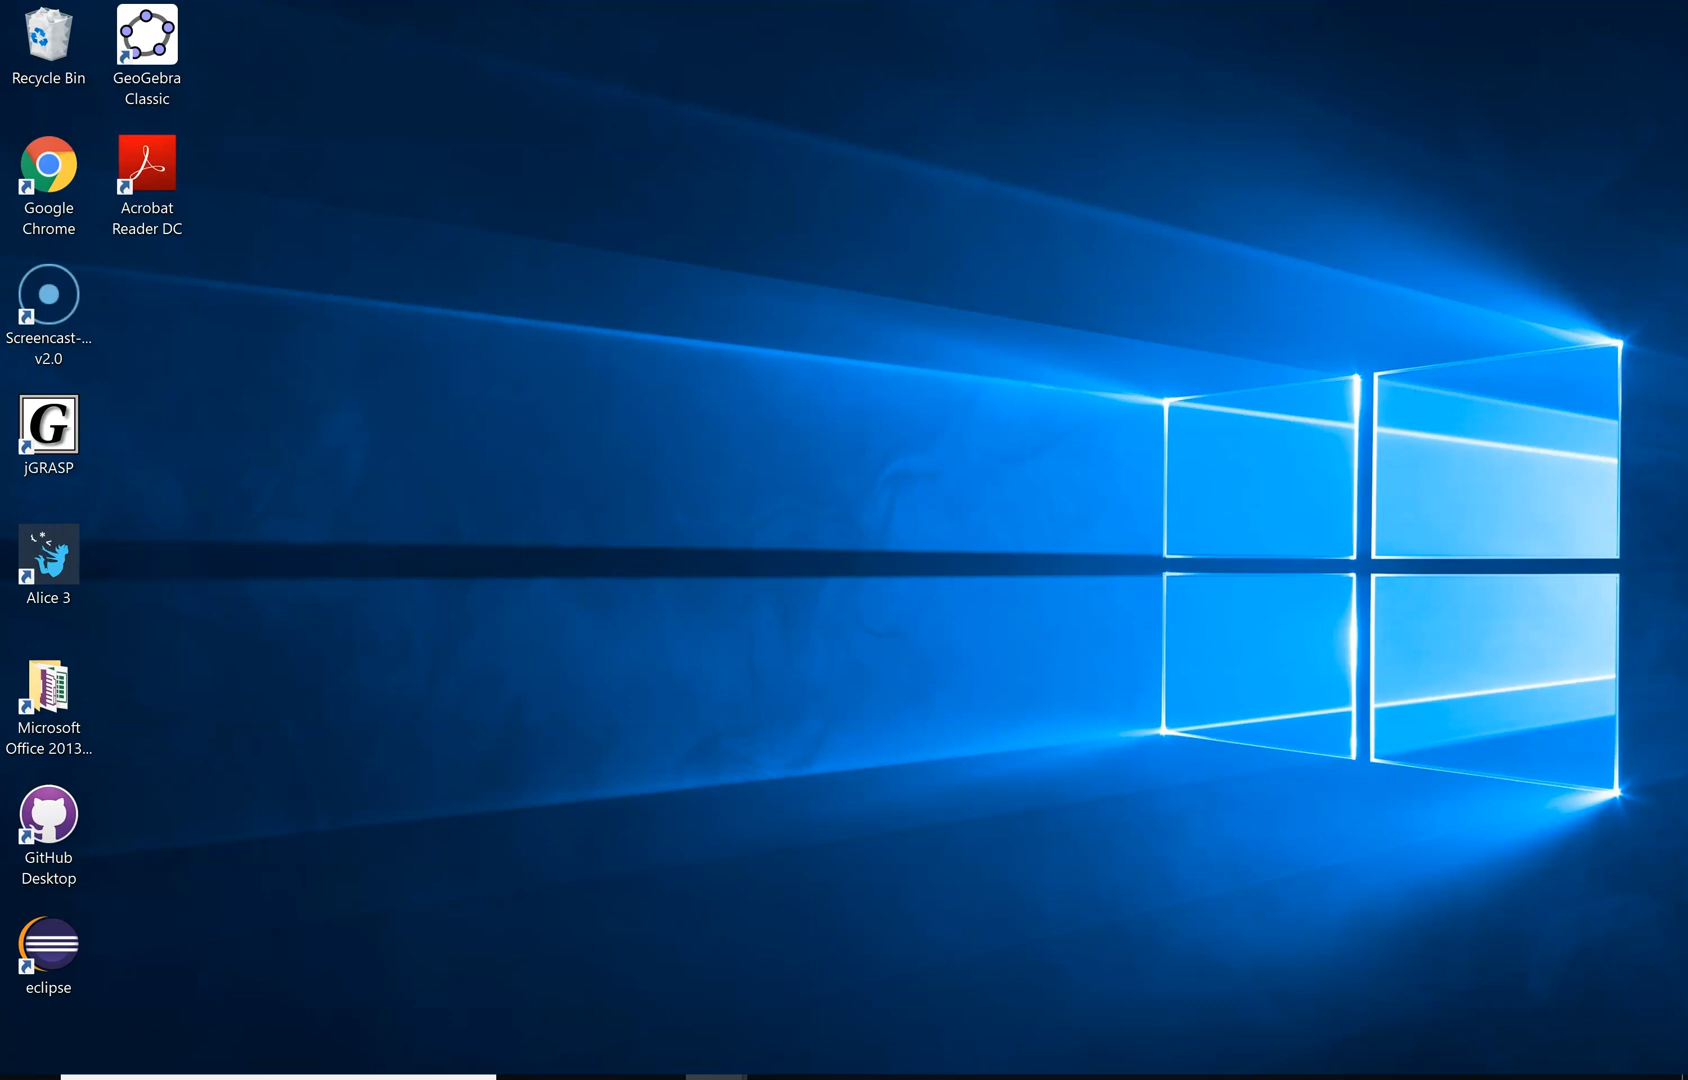 Recycle Bin
GeoGebra
Classic
Google
Chrome
Acrobat
Reader DC
Screencast-...
v2.0
G
jGRASP
Alice 3
Microsoft
Office 2013...
GitHub
Desktop
eclipse